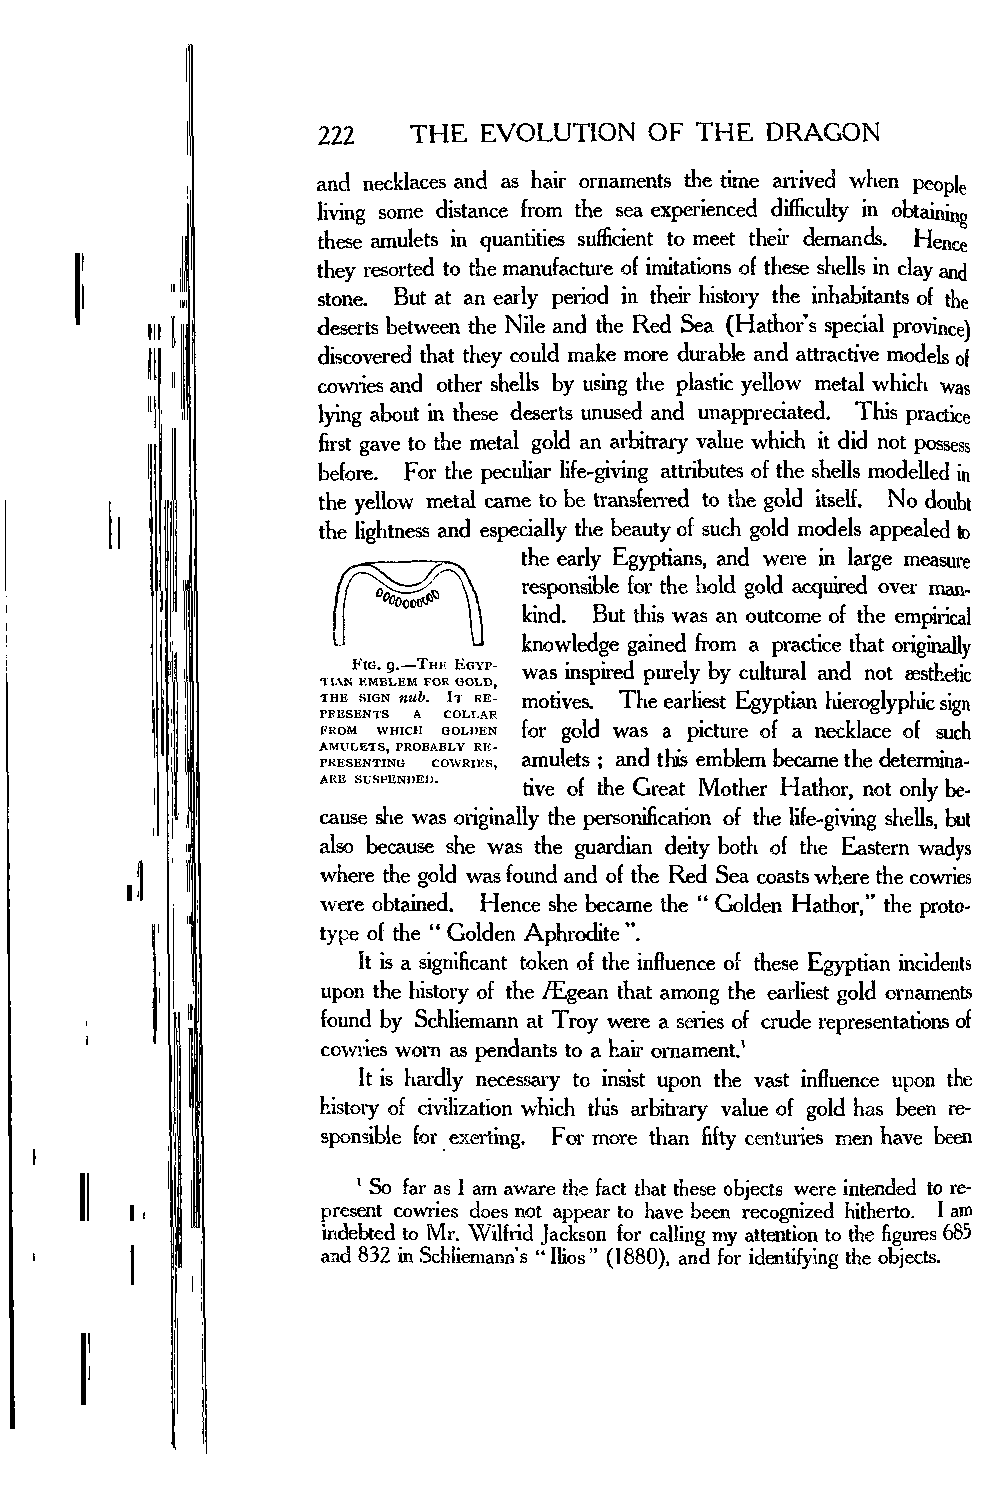 222 THE EVOLUTION OF THE DRAGON
and necklaces and as hair ornaments the time arrived when people
living some distance from the sea experienced difficulty in obtaining
these amulets in quantities sufficient to meet their demands. Hence
they resorted to the manufacture of imitations of these shells in clay and
stone. But at an early period in their history the inhabitants of the
deserts between the Nile and the Red Sea (Hathor's special province)
discovered that they could make more durable and attractive models of
cowries and other shells by using the plastic yellow metal which was
lying about in these deserts unused and unappreciated. This practice
first gave to the metal gold an arbitrary value which it did not possess
before. For the peculiar life-giving attributes of the shells modelled in
the yellow metal came to be transferred to the gold itself. No doubt
the lightness and especially the beauty of such gold models appealed to
the early Egyptians, and were in large measure
responsible for the hold gold acquired over man-
kind. But this was an outcome of the empirical
knowledge gained from a practice that originally
was inspired purely by cultural and not æsthetic
motives. The earliest Egyptian hieroglyphic sign
for gold was a picture of a necklace of such
amulets ; and this emblem became the determina-
tive of the Great Mother Hathor, not only be-
FIG. 9.—THE EGYP-
TIAN EMBLEM FOR GOLD,
THE SIGN nub. IT RE-
PRESENTS A COLLAR
FROM WHICH GOLDEN
AMULETS, PROBABLY RE-
PRESENTING COWRIES,
ARE SUSPENDED.
cause she was originally the personification of the life-giving shells, but
also because she was the guardian deity both of the Eastern wadys
where the gold was found and of the Red Sea coasts where the cowries
were obtained. Hence she became the “ Golden Hathor,” the proto-
type of the “ Golden Aphrodite ”.
It is a significant token of the influence of these Egyptian incidents
upon the history of the Ægean that among the earliest gold ornaments
found by Schliemann at Troy were a series of crude representations of
cowries worn as pendants to a hair ornament.¹
It is hardly necessary to insist upon the vast influence upon the
history of civilization which this arbitrary value of gold has been re-
sponsible for exerting. For more than fifty centuries men have been
¹ So far as I am aware the fact that these objects were intended to re-
present cowries does not appear to have been recognized hitherto. I am
indebted to Mr. Wilfrid Jackson for calling my attention to the figures 685
and 832 in Schliemann's “ Ilios ” (1880), and for identifying the objects.